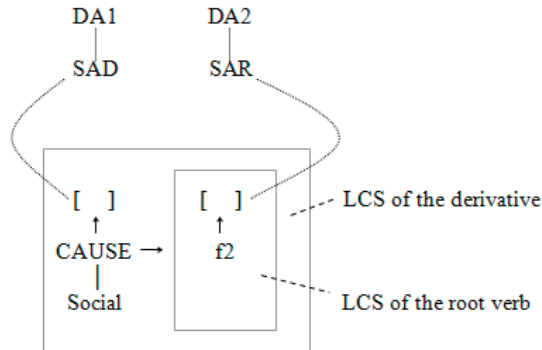 DA1 DA2
SAD SAR
[ ] [ ] LCS of the derivative
CAUSE → f2
Social LCS of the root verb